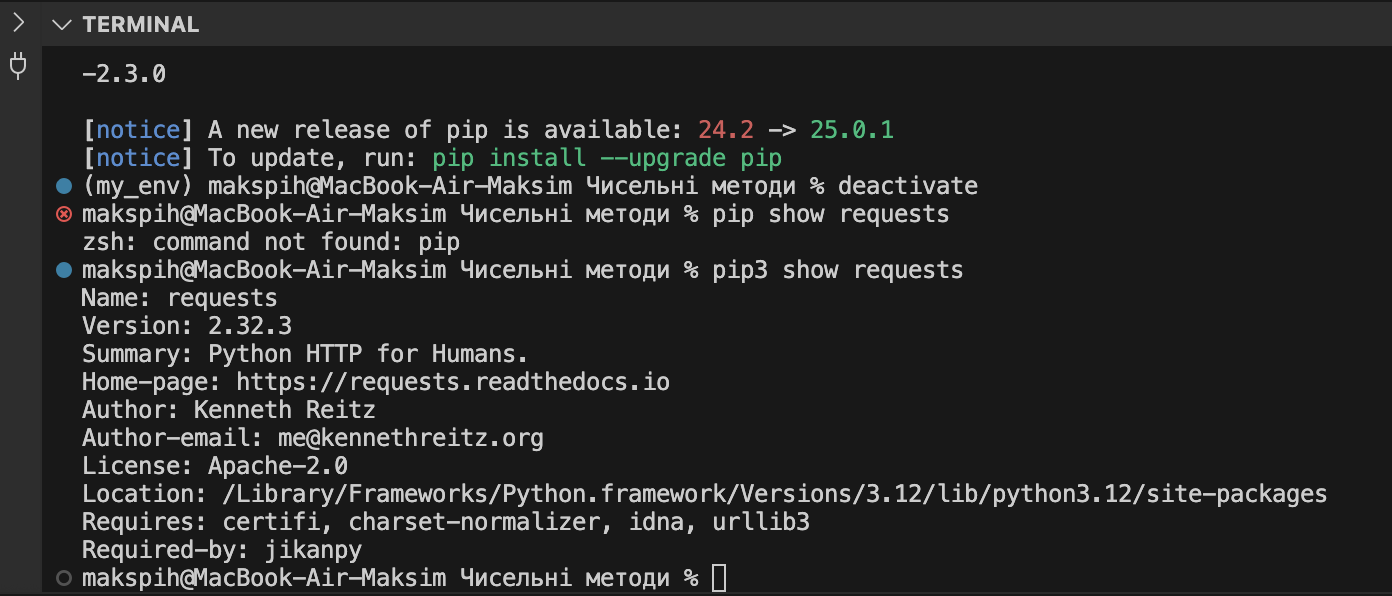 TERMINAL
-2.3.0
[notice] A new release of pip is available: 24.2 -> 25.0.1
[notice] To update, run: pip install --upgrade pip
(my_env) makspih@MacBook-Air-Maksim Чисельні методи % deactivate
makspih@MacBook-Air-Maksim Чисельні методи % pip show requests
zsh: command not found: pip
makspih@MacBook-Air-Maksim Чисельні методи % pip3 show requests
Name: requests
Version: 2.32.3
Summary: Python HTTP for Humans.
Home-page: https://requests.readthedocs.io
Author: Kenneth Reitz
Author-email: me@kennethreitz.org
License: Apache-2.0
Location: /Library/Frameworks/Python.framework/Versions/3.12/lib/python3.12/site-packages
Requires: certifi, charset-normalizer, idna, urllib3
Required-by: jikanpy
makspih@MacBook-Air-Maksim Чисельні методи %